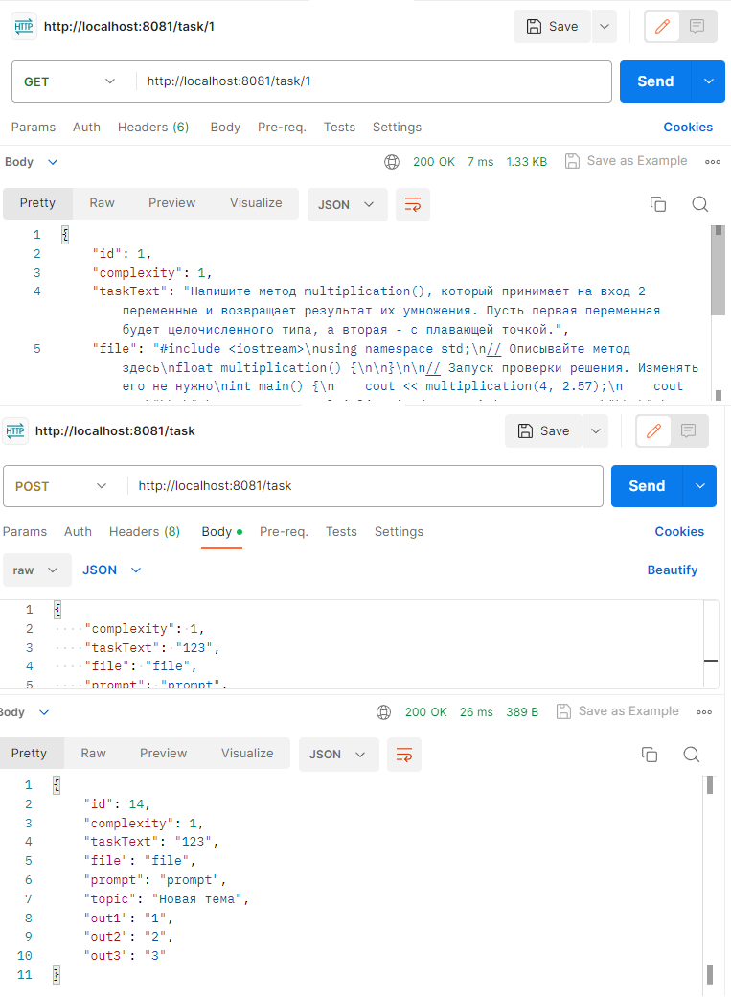 HTTP http://localhost:8081/task/1 Save
GET http://localhost:8081/task/1 Send
Params Auth Headers (6) Body Pre-req. Tests Settings Cookies
Body 200 OK 7 ms 1.33 KB Save as Example
Pretty Raw Preview Visualize JSON
1 {
2 "id": 1,
3 "complexity": 1,
4 "taskText": "Напишите метод multiplication(), который принимает на вход 2
переменные и возвращает результат их умножения. Пусть первая переменная
будет целочисленного типа, а вторая - с плавающей точкой.",
5 "file": "#include <iostream>\nusing namespace std;\n// Описывайте метод
здесь\nfloat multiplication() {\n\n}\n\n// Запуск проверки решения. Изменять
его не нужно\nint main() {\n    cout << multiplication(4, 2.57);\n    cout
HTTP http://localhost:8081/task Save
POST http://localhost:8081/task Send
Params Auth Headers (8) Body Pre-req. Tests Settings Cookies
raw JSON Beautify
1 {
2 ····"complexity":·1,
3 ····"taskText":·"123",
4 ····"file":·"file",
5 ····"prompt":·"prompt",
Body 200 OK 26 ms 389 B Save as Example
Pretty Raw Preview Visualize JSON
1 {
2 "id": 14,
3 "complexity": 1,
4 "taskText": "123",
5 "file": "file",
6 "prompt": "prompt",
7 "topic": "Новая тема",
8 "out1": "1",
9 "out2": "2",
10 "out3": "3"
11 }